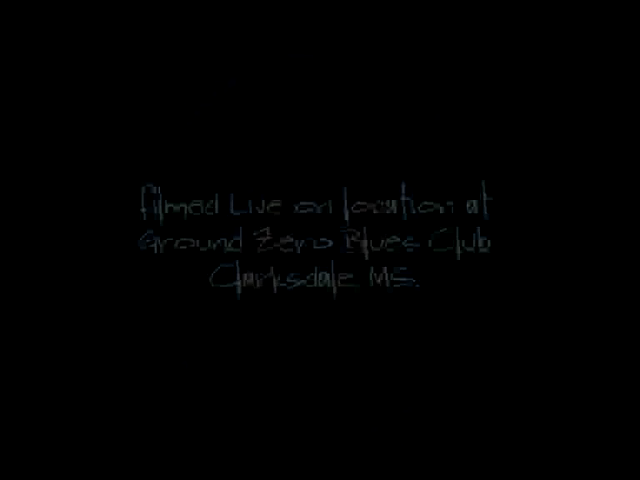 filmed Live on location at
Ground Zero Blues Club
Clarksdale MS.